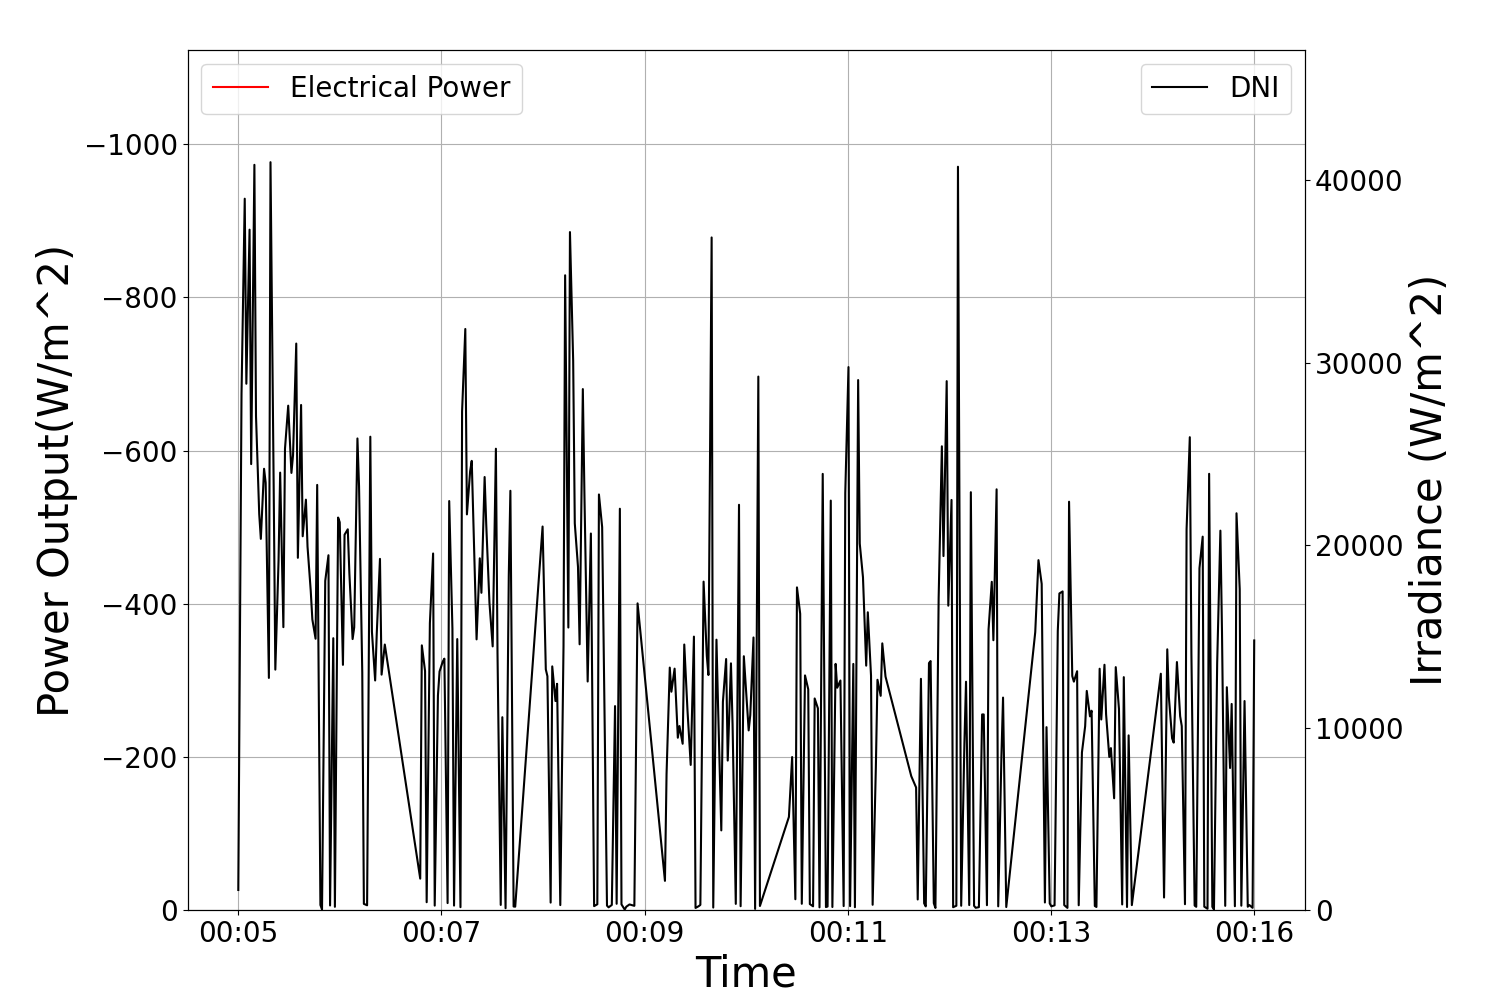 Electrical Power
DNI
Power Output(W/m^2)
−1000
−800
−600
−400
−200
0
40000
30000
20000
10000
0
Irradiance (W/m^2)
00:05 00:07 00:09 00:11 00:13 00:16
Time